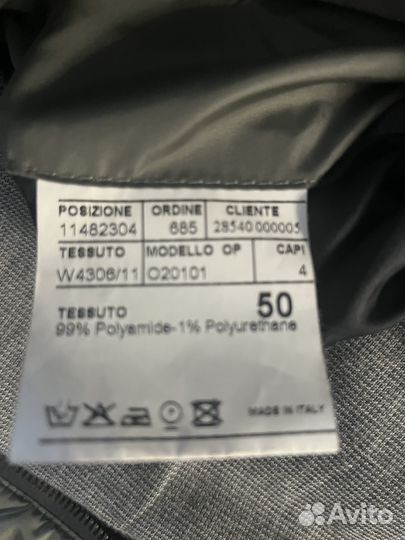 POSIZIONE ORDINE CLIENTE
11482304 685 28540 000005
TESSUTO MODELLO OP CAPI
W4306/11 O20101 4
TESSUTO 50
99% Polyamide-1% Polyurethane
MADE IN ITALY
Avito